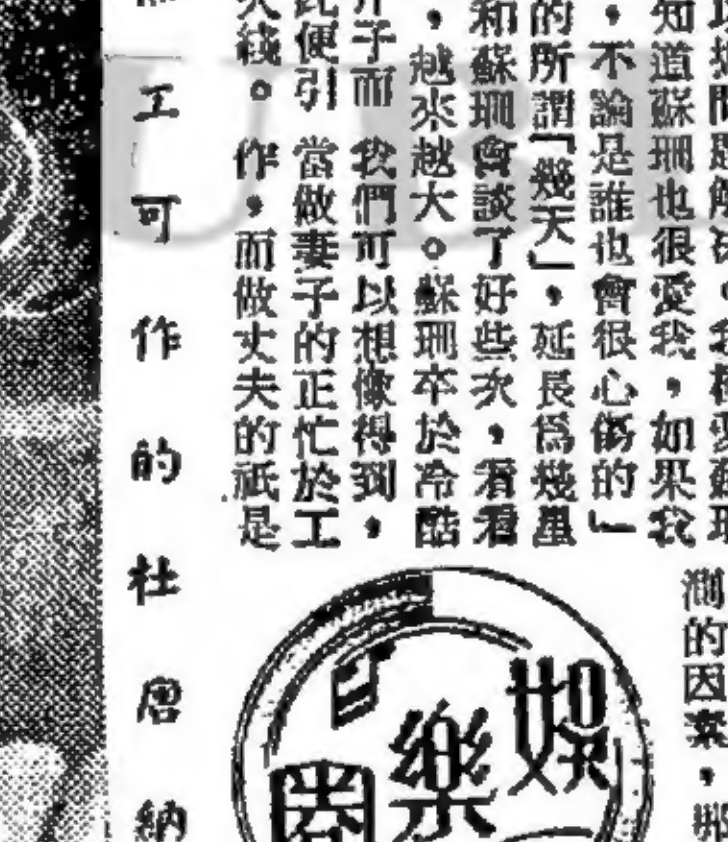 知道蘇珊也很愛我，如果我
，不論是誰也會很心傷的」
的所謂「幾天」，延長為幾星
和蘇珊會談了好些次，看看
，越來越大。蘇珊卒於冷酷
子而 我們可以想像得到，
便引 當做妻子的正忙於工
綫。 作，而做丈夫的祇是
測的因素，
娛樂圈
工可作的杜唐納